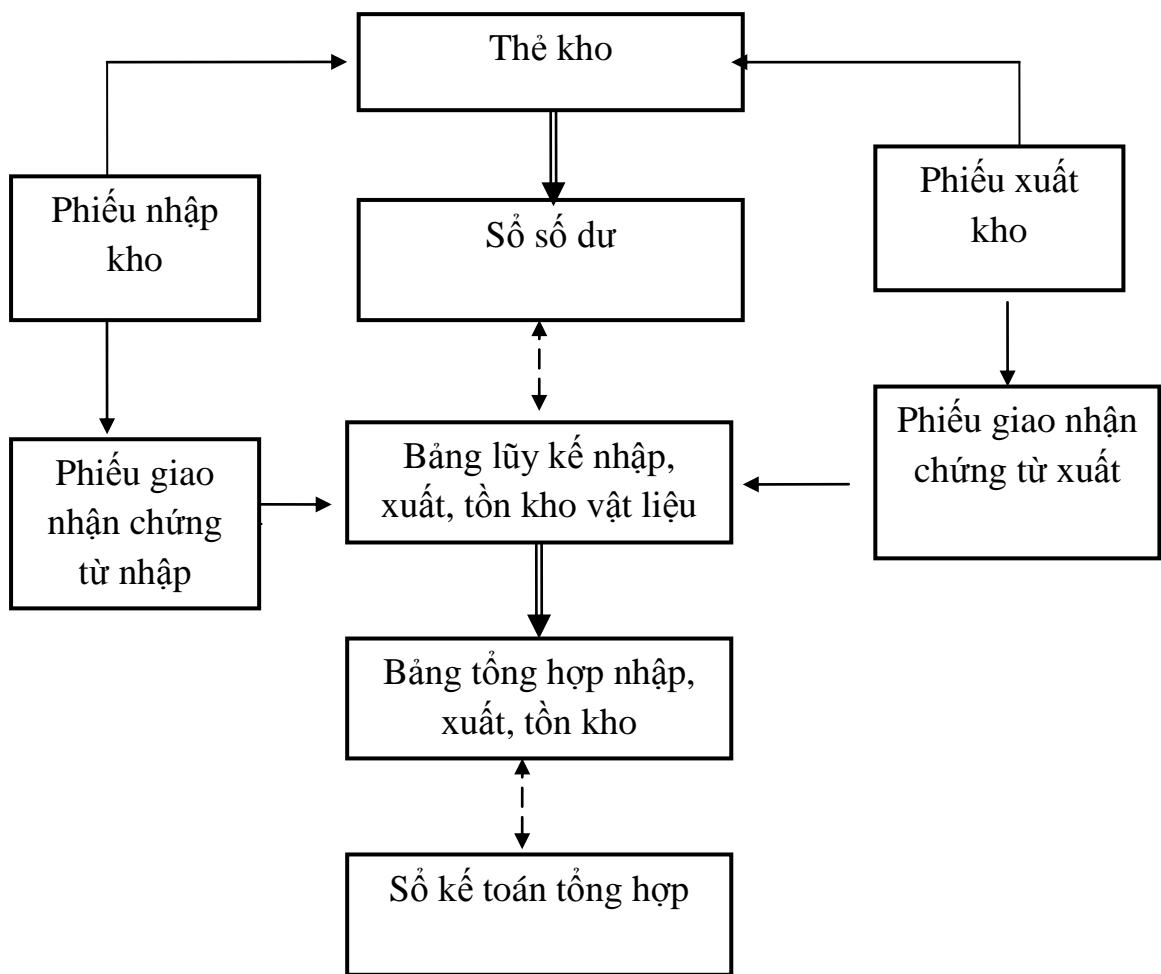 Thẻ kho
Phiếu nhập
kho
Phiếu xuất
kho
Sổ số dư
Phiếu giao
nhận chứng
từ nhập
Bảng lũy kế nhập,
xuất, tồn kho vật liệu
Phiếu giao nhận
chứng từ xuất
Bảng tổng hợp nhập,
xuất, tồn kho
Sổ kế toán tổng hợp